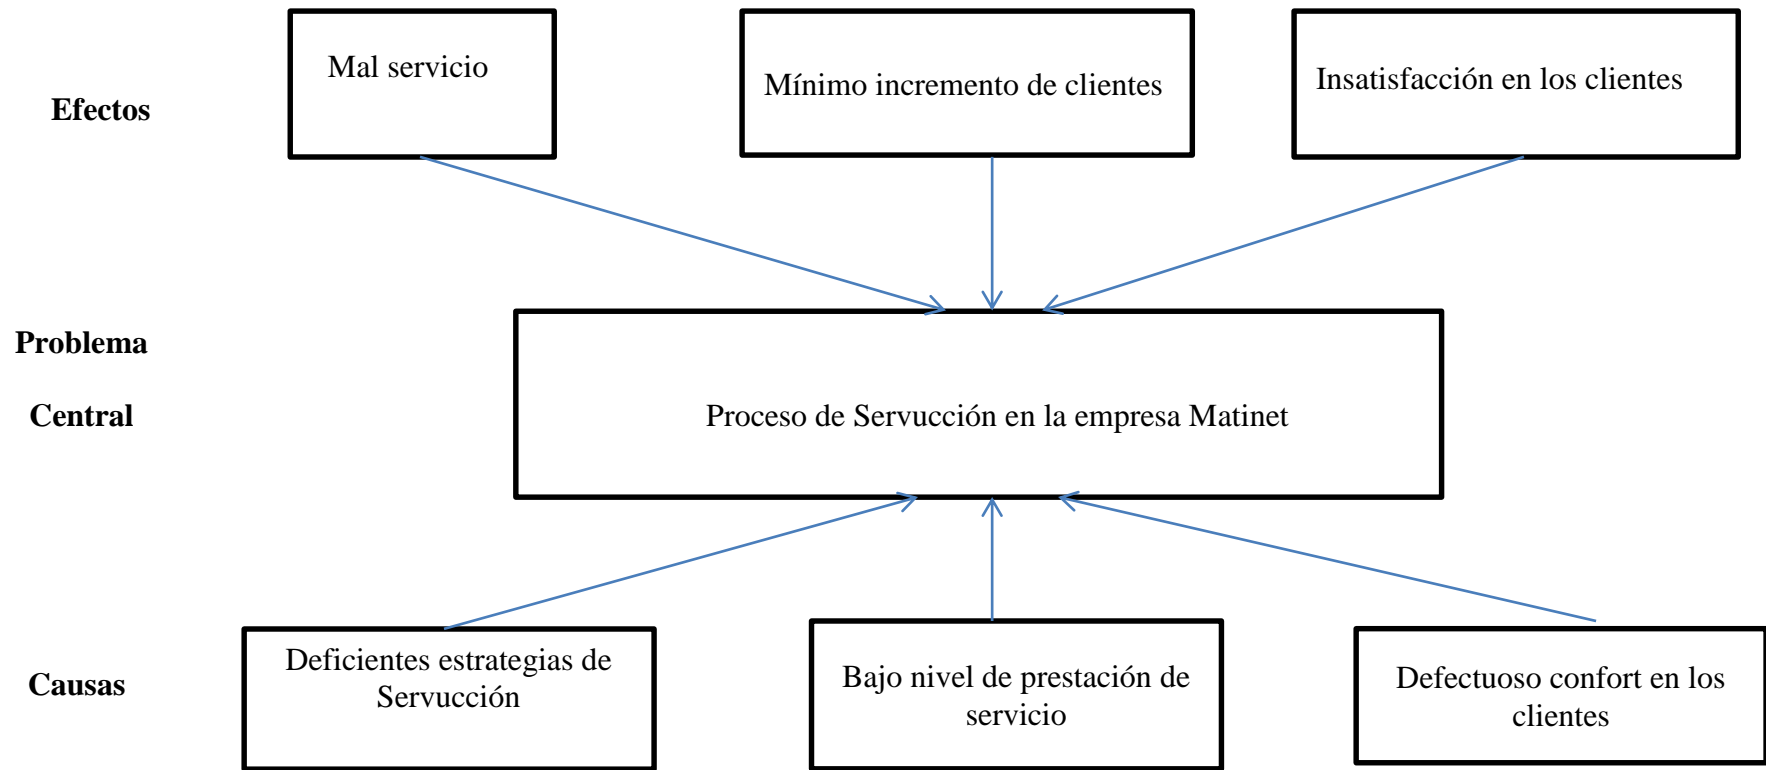 Efectos
Mal servicio
Mínimo incremento de clientes
Insatisfacción en los clientes
Problema
Central
Proceso de Servucción en la empresa Matinet
Causas
Deficientes estrategias de
Servucción
Bajo nivel de prestación de
servicio
Defectuoso confort en los
clientes